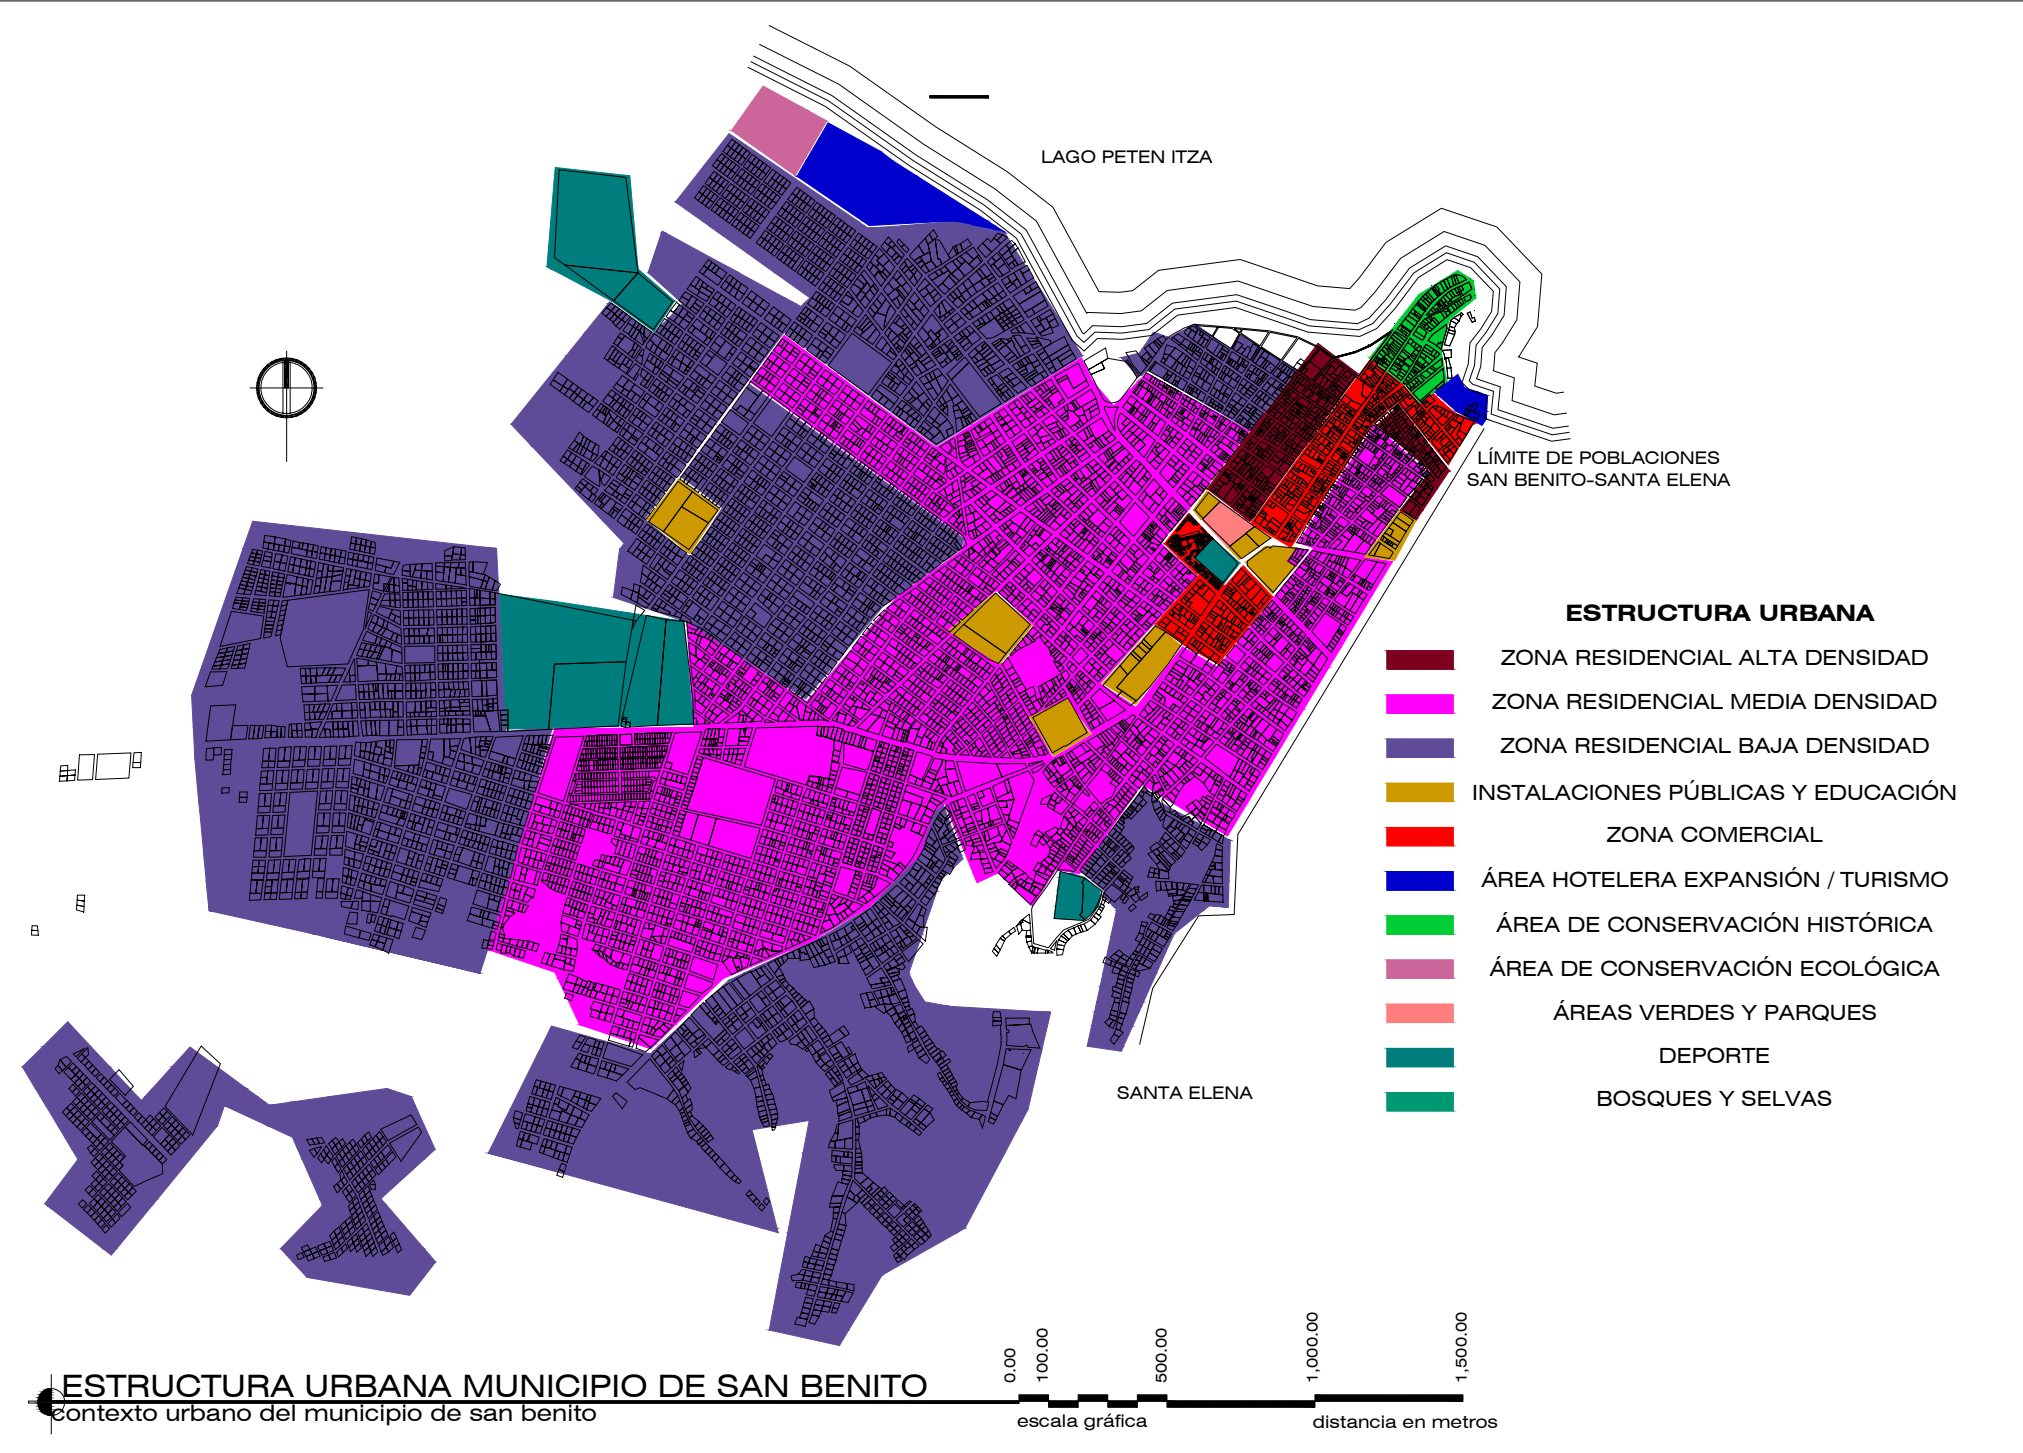 LAGO PETEN ITZA
LÍMITE DE POBLACIONES
SAN BENITO-SANTA ELENA
ESTRUCTURA URBANA
ZONA RESIDENCIAL ALTA DENSIDAD
ZONA RESIDENCIAL MEDIA DENSIDAD
ZONA RESIDENCIAL BAJA DENSIDAD
INSTALACIONES PÚBLICAS Y EDUCACIÓN
ZONA COMERCIAL
ÁREA HOTELERA EXPANSIÓN / TURISMO
ÁREA DE CONSERVACIÓN HISTÓRICA
ÁREA DE CONSERVACIÓN ECOLÓGICA
ÁREAS VERDES Y PARQUES
DEPORTE
BOSQUES Y SELVAS
SANTA ELENA
0.00
100.00
500.00
1,000.00
1,500.00
ESTRUCTURA URBANA MUNICIPIO DE SAN BENITO
contexto urbano del municipio de san benito
escala gráfica
distancia en metros